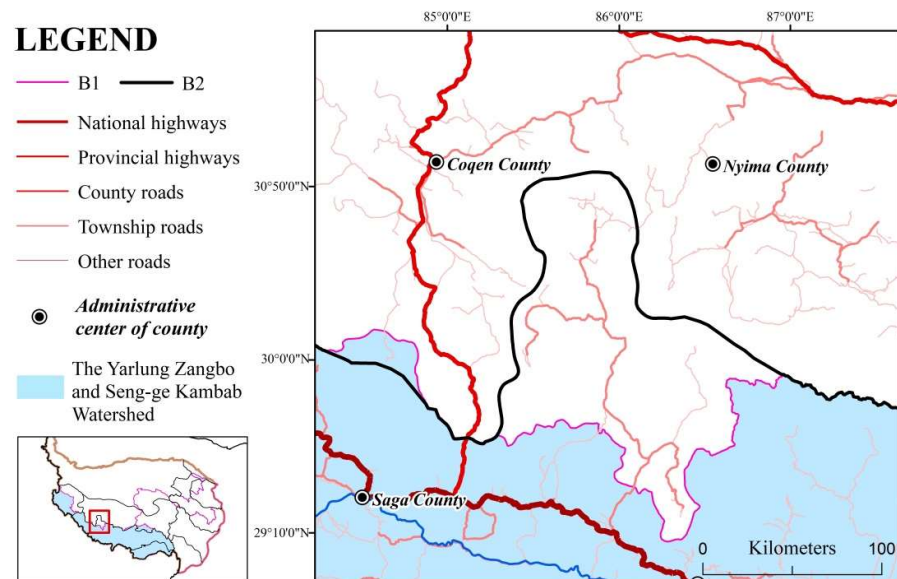 LEGEND
B1 B2
National highways
Provincial highways
County roads
Township roads
Other roads
Administrative
center of county
The Yarlung Zangbo
and Seng-ge Kambab
Watershed
85°0'0"E 86°0'0"E 87°0'0"E
30°50'0"N
30°0'0"N
29°10'0"N
Coqen County
Nyima County
Saga County
0 Kilometers 100